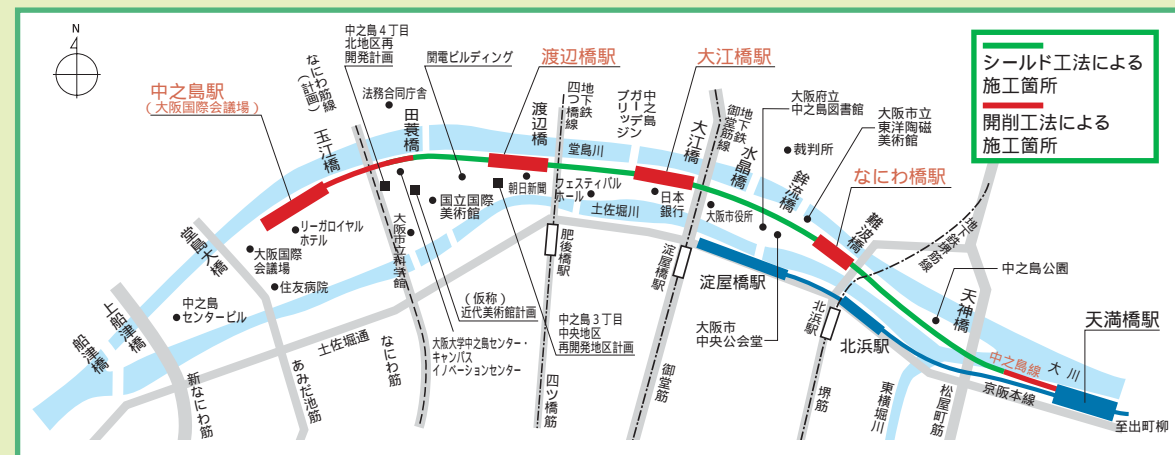 N
中之島駅
(大阪国際会議場)
中之島4丁目
北地区再
開発計画
なにわ筋線
(計画)
法務合同庁舎
関電ビルディング
渡辺橋駅
地下鉄
四つ橋線
中之島
ガーデン
ブリッジ
大江橋駅
地下鉄
御堂筋線
大阪府立
中之島図書館
大阪市立
東洋陶磁
美術館
裁判所
なにわ橋駅
シールド工法による
施工箇所
開削工法による
施工箇所
玉江橋
田蓑橋
渡辺橋
堂島川
大江橋
水晶橋
鉾流橋
難波橋
地下鉄堺筋線
天神橋
中之島公園
天満橋駅
リーガロイヤル
ホテル
大阪国際
会議場
住友病院
堂島大橋
中之島
センタービル
上船津橋
船津橋
国立国際
美術館
大阪市立科学館
朝日新聞
フェスティバル
ホール
土佐堀川
日本
銀行
大阪市役所
肥後橋駅
淀屋橋駅
淀屋橋駅
大阪市
中央公会堂
北浜駅
北浜駅
中之島線
大川
京阪本線
至出町柳
(仮称)
近代美術館計画
中之島3丁目
中央地区
再開発地区計画
大阪大学中之島センター・
キャンパス
イノベーションセンター
土佐堀通
新なにわ筋
あみだ池筋
なにわ筋
四ツ橋筋
御堂筋
堺筋
東横堀川
松屋町筋